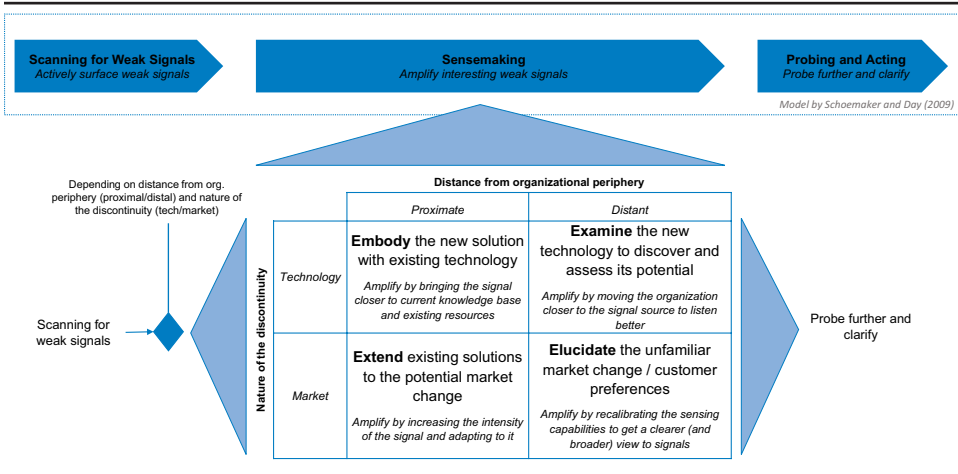 Scanning for Weak Signals
Actively surface weak signals
Sensemaking
Amplify interesting weak signals
Probing and Acting
Probe further and clarify
Model by Schoemaker and Day (2009)
Depending on distance from org.
periphery (proximal/distal) and nature of
the discontinuity (tech/market)
Scanning for
weak signals
Distance from organizational periphery
Proximate
Distant
Nature of the discontinuity
Technology
Embody the new solution
with existing technology
Amplify by bringing the signal
closer to current knowledge base
and existing resources
Examine the new
technology to discover and
assess its potential
Amplify by moving the organization
closer to the signal source to listen
better
Market
Extend existing solutions
to the potential market
change
Amplify by increasing the intensity
of the signal and adapting to it
Elucidate the unfamiliar
market change / customer
preferences
Amplify by recalibrating the sensing
capabilities to get a clearer (and
broader) view to signals
Probe further and
clarify